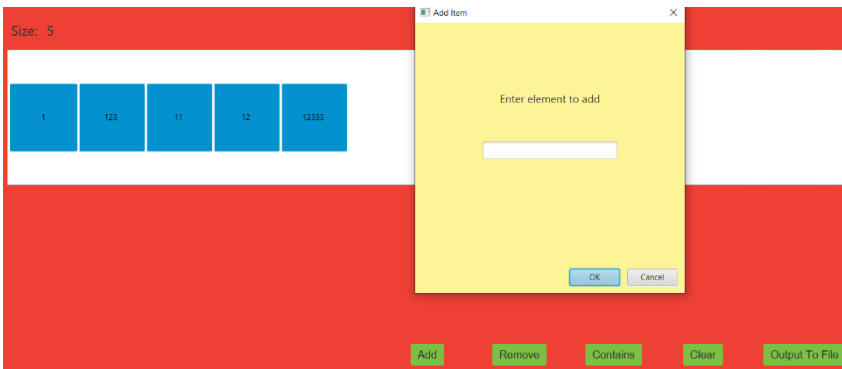 Size: 5
Add Item
1 123 11 12 12333
Enter element to add
OK Cancel
Add Remove Contains Clear Output To File